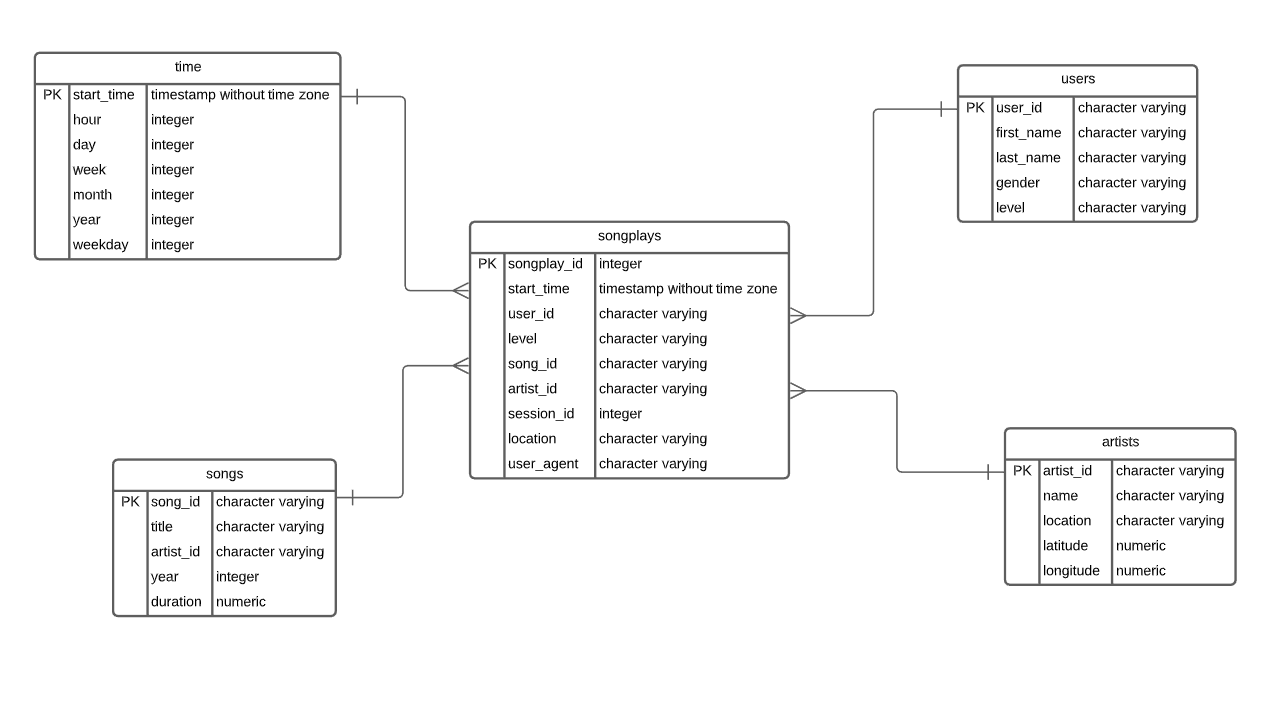 time
PK start_time timestamp without time zone
hour integer
day integer
week integer
month integer
year integer
weekday integer
users
PK user_id character varying
first_name character varying
last_name character varying
gender character varying
level character varying
songplays
PK songplay_id integer
start_time timestamp without time zone
user_id character varying
level character varying
song_id character varying
artist_id character varying
session_id integer
location character varying
user_agent character varying
songs
PK song_id character varying
title character varying
artist_id character varying
year integer
duration numeric
artists
PK artist_id character varying
name character varying
location character varying
latitude numeric
longitude numeric